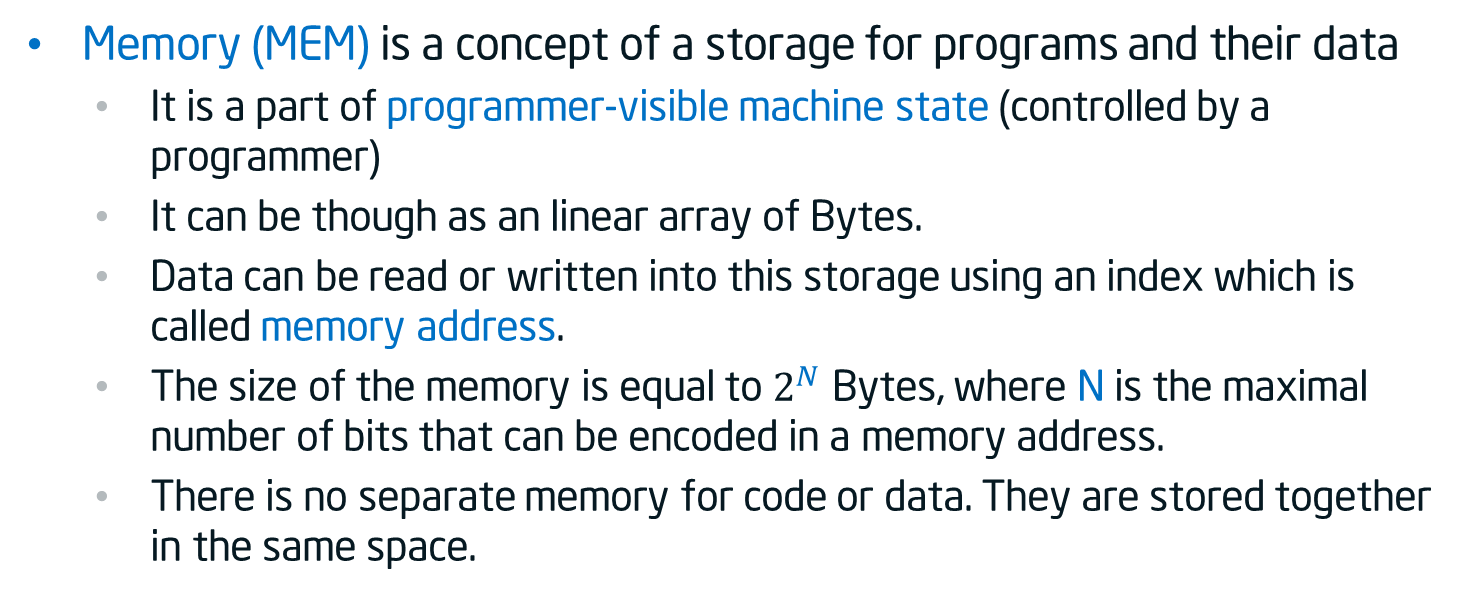 • Memory (MEM) is a concept of a storage for programs and their data
• It is a part of programmer-visible machine state (controlled by a
programmer)
• It can be though as an linear array of Bytes.
• Data can be read or written into this storage using an index which is
called memory address.
• The size of the memory is equal to 2^N Bytes, where N is the maximal
number of bits that can be encoded in a memory address.
• There is no separate memory for code or data. They are stored together
in the same space.